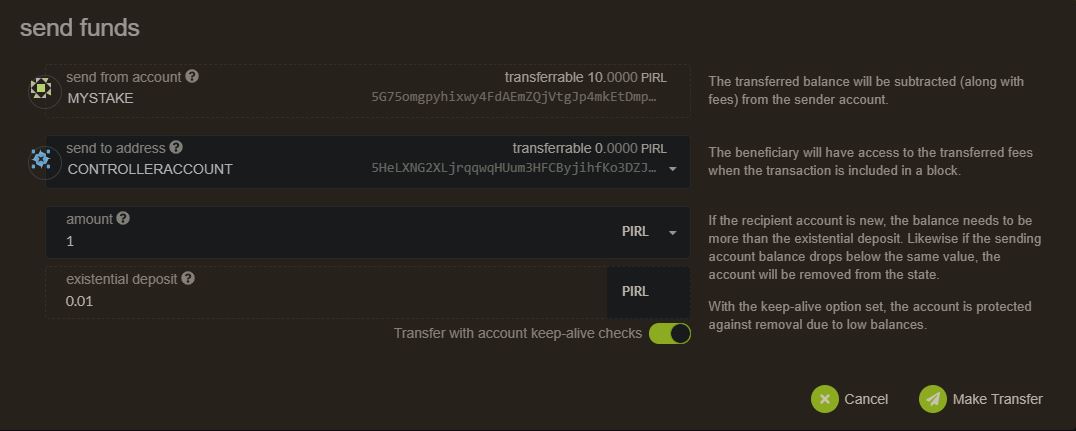 send funds
send from account
transferrable 10.0000 PIRL
MYSTAKE
5G75omgpyhixwy4FdAEmZQjVtgJp4mkEtDmp…
The transferred balance will be subtracted (along with
fees) from the sender account.
send to address
transferrable 0.0000 PIRL
CONTROLLERACCOUNT
5HeLXNG2XLjrqqwqHUum3HFCByjihfKo3DZJ…
The beneficiary will have access to the transferred fees
when the transaction is included in a block.
amount
1
PIRL
If the recipient account is new, the balance needs to be
more than the existential deposit. Likewise if the sending
account balance drops below the same value, the
account will be removed from the state.
existential deposit
0.01
PIRL
With the keep-alive option set, the account is protected
against removal due to low balances.
Transfer with account keep-alive checks
Cancel
Make Transfer